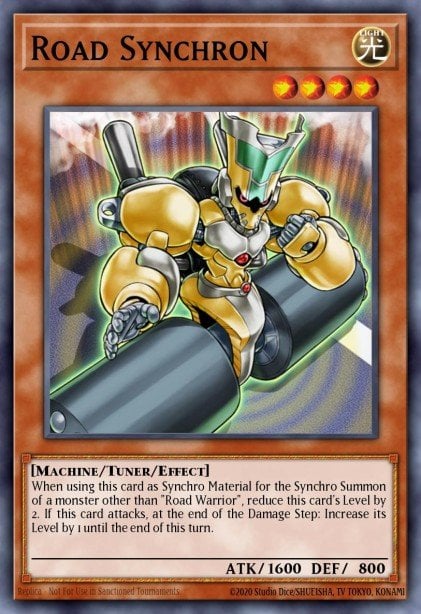 Road Synchron
LIGHT
光
[Machine/Tuner/Effect]
When using this card as Synchro Material for the Synchro Summon
of a monster other than "Road Warrior", reduce this card's Level by
2. If this card attacks, at the end of the Damage Step: Increase its
Level by 1 until the end of this turn.
ATK/1600 DEF/ 800
Replica - Not For Use in Sanctioned Tournaments. ©2020 Studio Dice/SHUEISHA, TV TOKYO, KONAMI